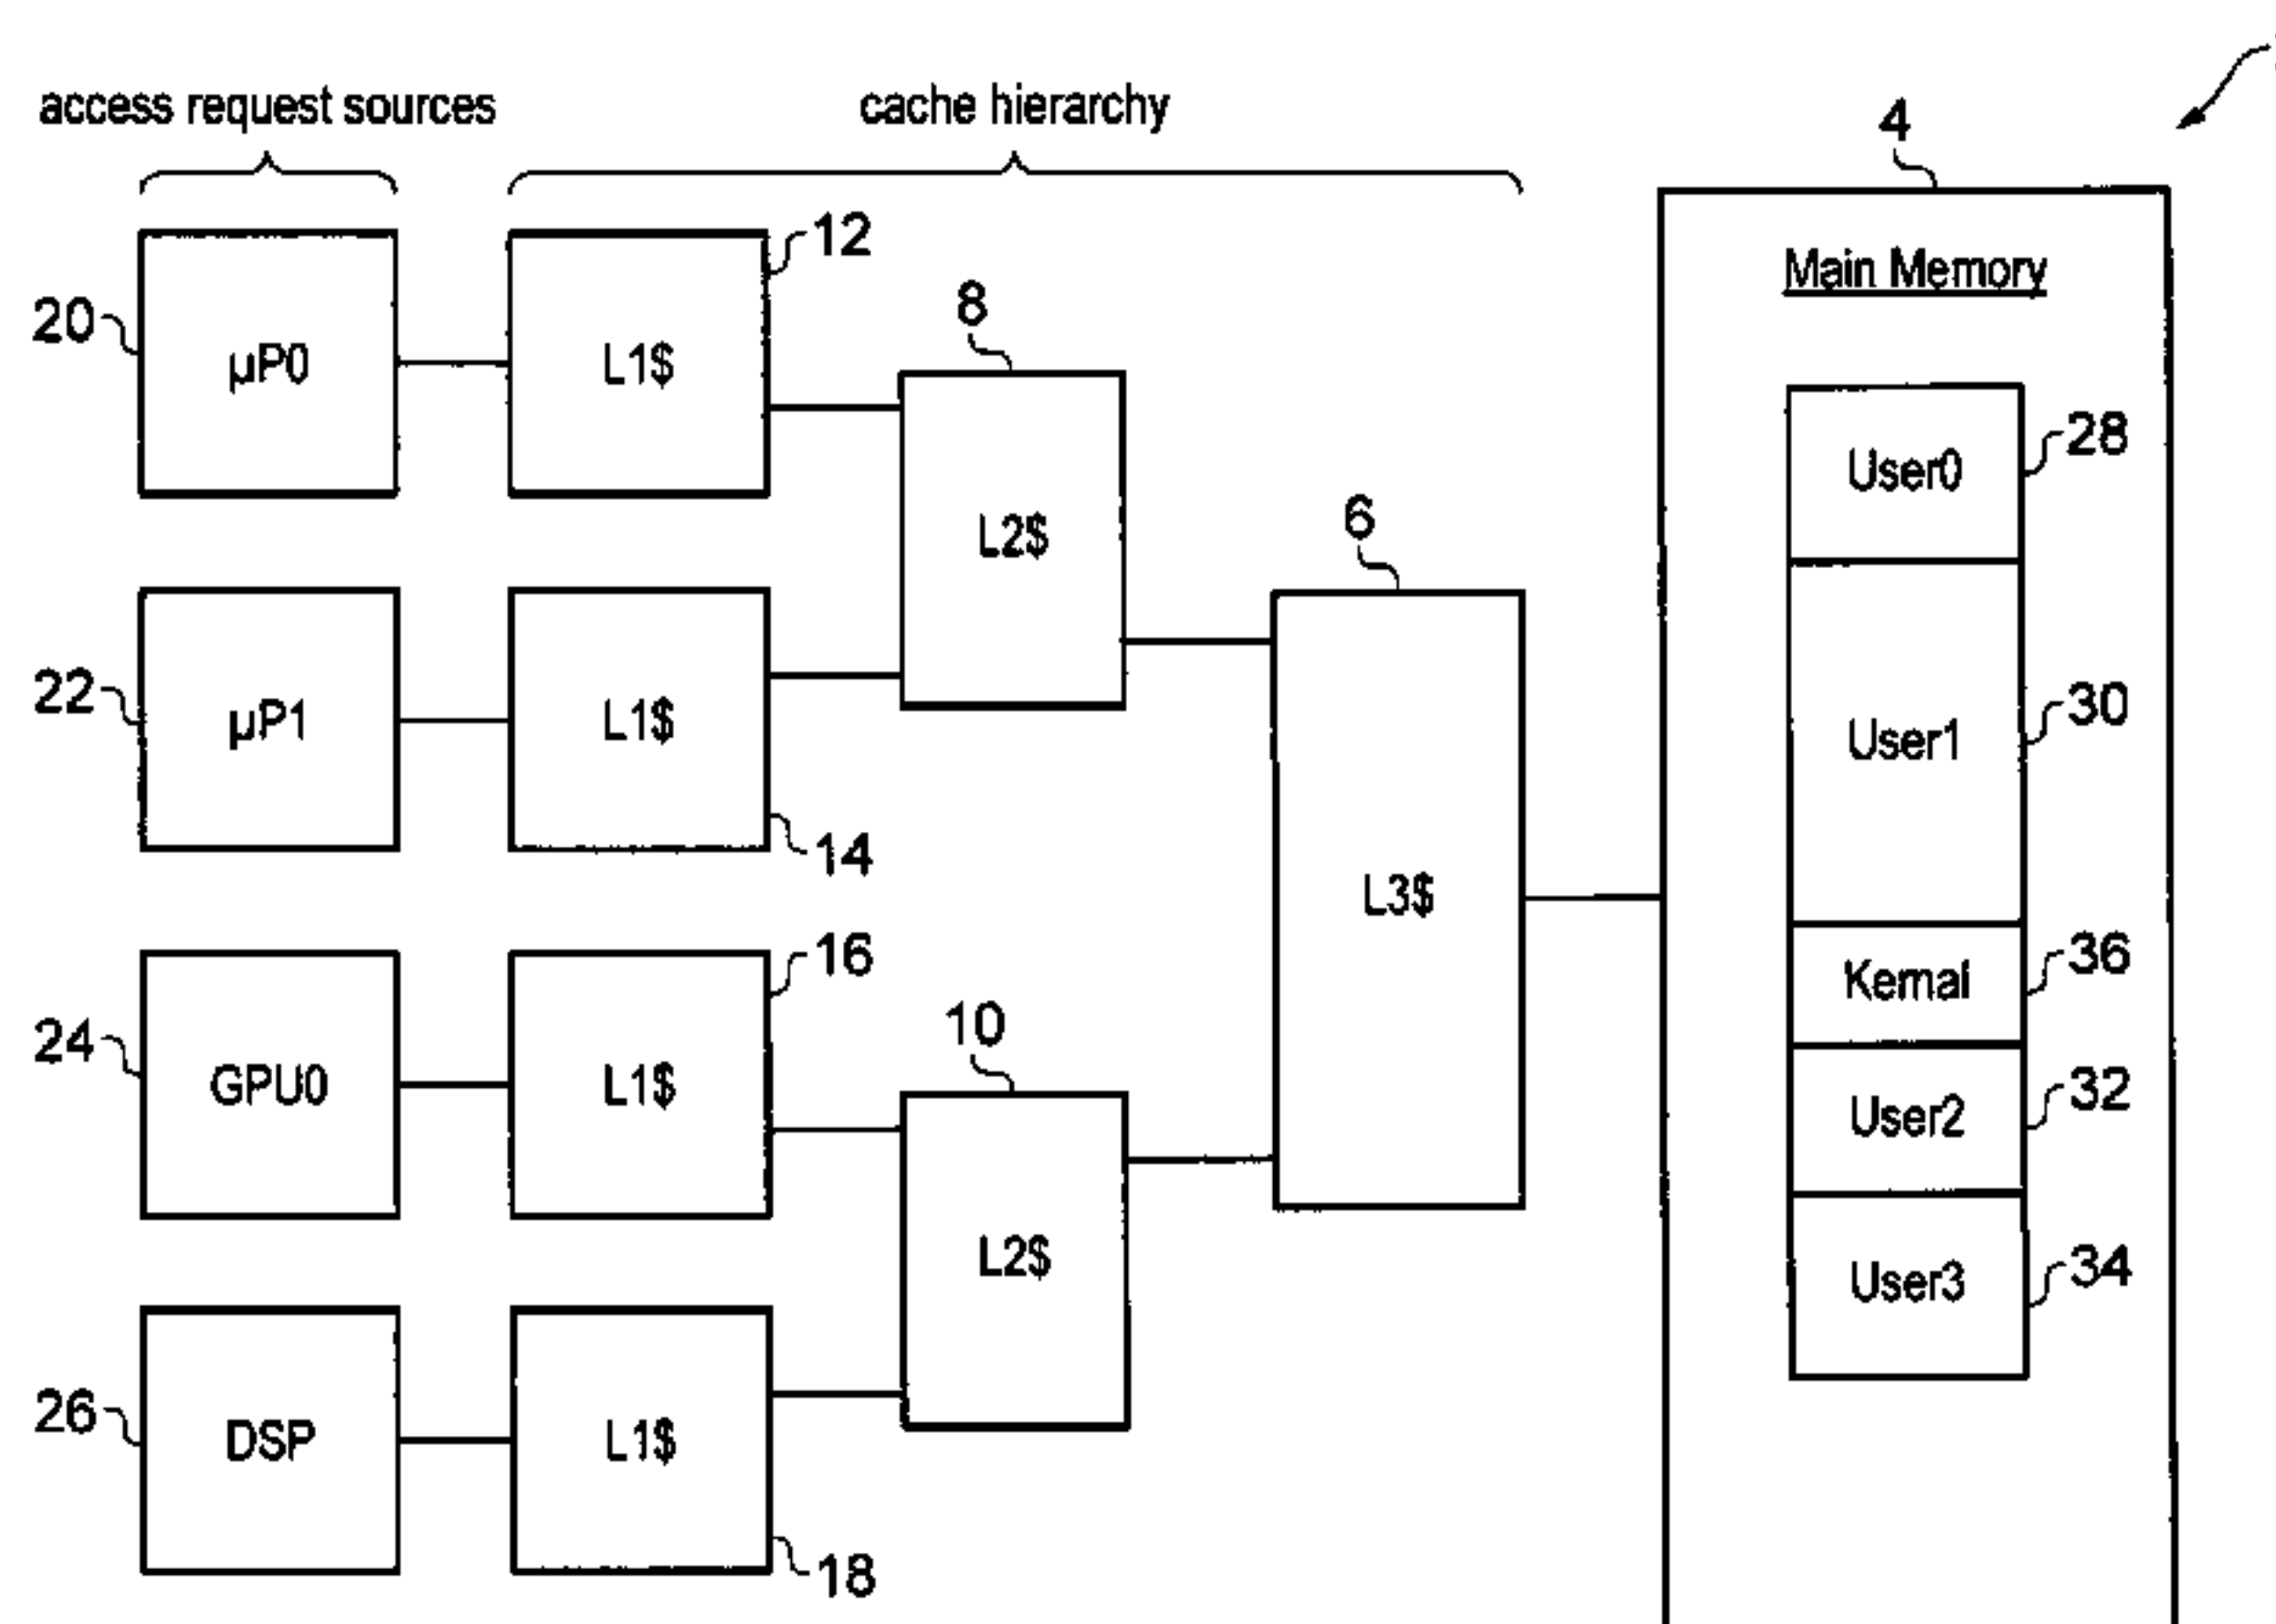 access request sources
cache hierarchy
4
12
Main Memory
20
µP0
L1$
8
28
User0
L2$
6
22
µP1
L1$
30
User1
14
L3$
16
36
Kernal
24
GPU0
L1$
10
32
User2
L2$
34
User3
26
DSP
L1$
18